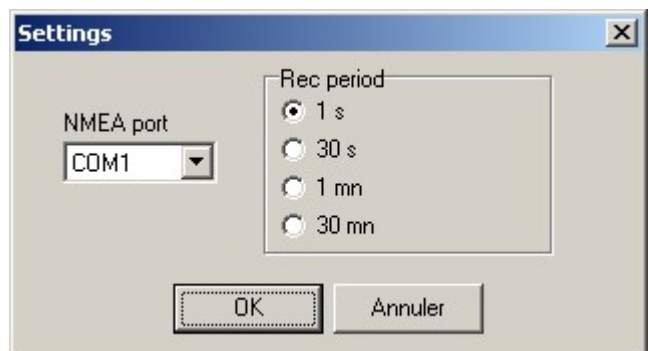 Settings
NMEA port
COM1
Rec period
1 s
30 s
1 mn
30 mn
OK
Annuler